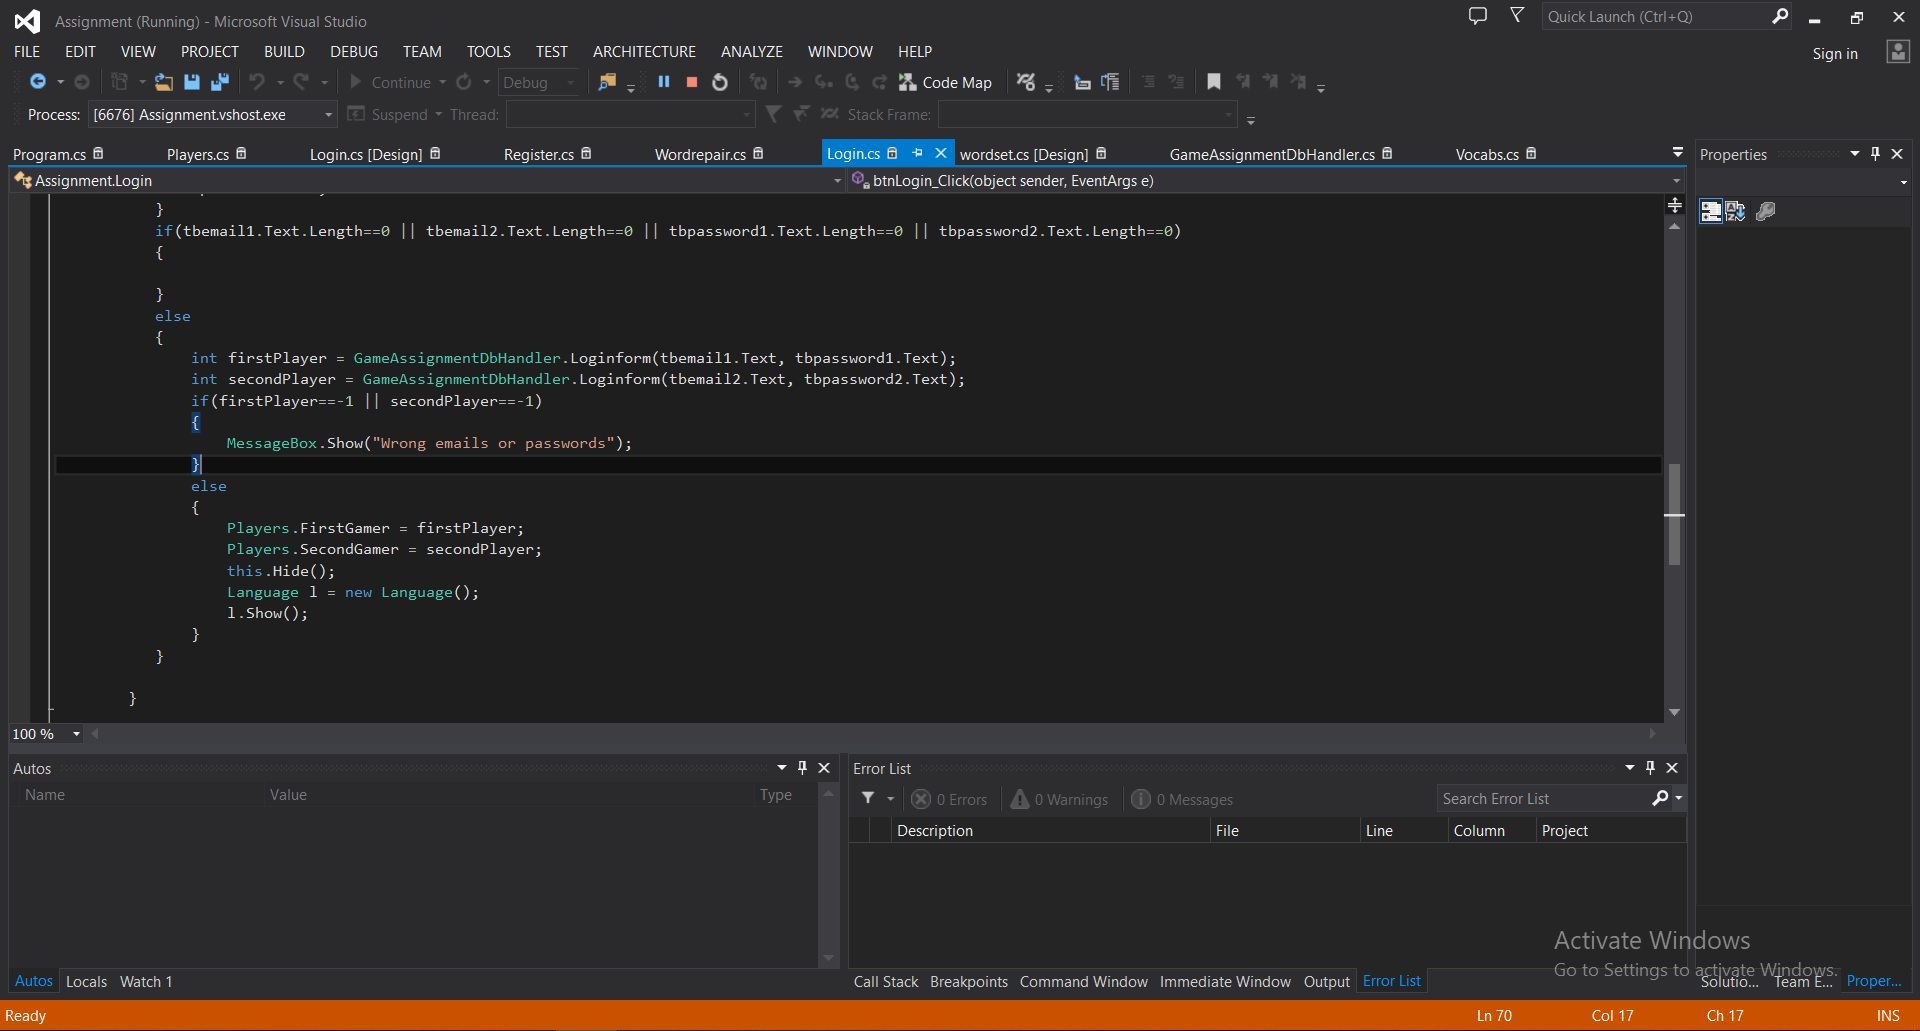 Assignment (Running) - Microsoft Visual Studio
Quick Launch (Ctrl+Q)
FILE EDIT VIEW PROJECT BUILD DEBUG TEAM TOOLS TEST ARCHITECTURE ANALYZE WINDOW HELP
Sign in
Continue Debug Code Map
Process: [6676] Assignment.vshost.exe Suspend Thread: Stack Frame:
Program.cs Players.cs Login.cs [Design] Register.cs Wordrepair.cs Login.cs wordset.cs [Design] GameAssignmentDbHandler.cs Vocabs.cs
Properties
Assignment.Login btnLogin_Click(object sender, EventArgs e)
}
if(tbemail1.Text.Length==0 || tbemail2.Text.Length==0 || tbpassword1.Text.Length==0 || tbpassword2.Text.Length==0)
{
}
else
{
int firstPlayer = GameAssignmentDbHandler.Loginform(tbemail1.Text, tbpassword1.Text);
int secondPlayer = GameAssignmentDbHandler.Loginform(tbemail2.Text, tbpassword2.Text);
if(firstPlayer==-1 || secondPlayer==-1)
{
MessageBox.Show("Wrong emails or passwords");
}
else
{
Players.FirstGamer = firstPlayer;
Players.SecondGamer = secondPlayer;
this.Hide();
Language l = new Language();
l.Show();
}
}
}
100 %
Autos
Name Value Type
Autos Locals Watch 1
Error List
0 Errors 0 Warnings 0 Messages Search Error List
Description File Line Column Project
Call Stack Breakpoints Command Window Immediate Window Output Error List
Activate Windows
Go to Settings to activate Windows.
Solutio... Team E... Proper...
Ready Ln 70 Col 17 Ch 17 INS